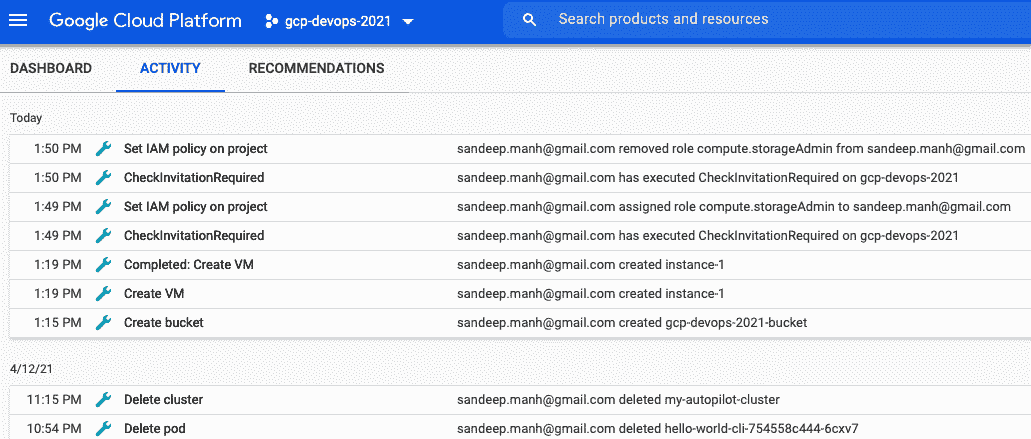 Google Cloud Platform gcp-devops-2021 Search products and resources
DASHBOARD ACTIVITY RECOMMENDATIONS
Today
1:50 PM Set IAM policy on project sandeep.manh@gmail.com removed role compute.storageAdmin from sandeep.manh@gmail.com
1:50 PM CheckInvitationRequired sandeep.manh@gmail.com has executed CheckInvitationRequired on gcp-devops-2021
1:49 PM Set IAM policy on project sandeep.manh@gmail.com assigned role compute.storageAdmin to sandeep.manh@gmail.com
1:49 PM CheckInvitationRequired sandeep.manh@gmail.com has executed CheckInvitationRequired on gcp-devops-2021
1:19 PM Completed: Create VM sandeep.manh@gmail.com created instance-1
1:19 PM Create VM sandeep.manh@gmail.com created instance-1
1:15 PM Create bucket sandeep.manh@gmail.com created gcp-devops-2021-bucket
4/12/21
11:15 PM Delete cluster sandeep.manh@gmail.com deleted my-autopilot-cluster
10:54 PM Delete pod sandeep.manh@gmail.com deleted hello-world-cli-754558c444-6cxv7